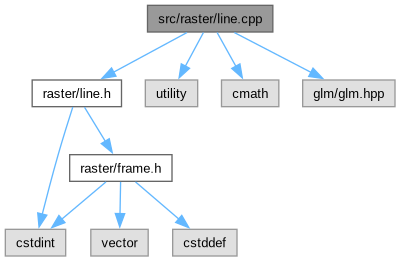 src/raster/line.cpp
raster/line.h
utility
cmath
glm/glm.hpp
raster/frame.h
cstdint
vector
cstddef